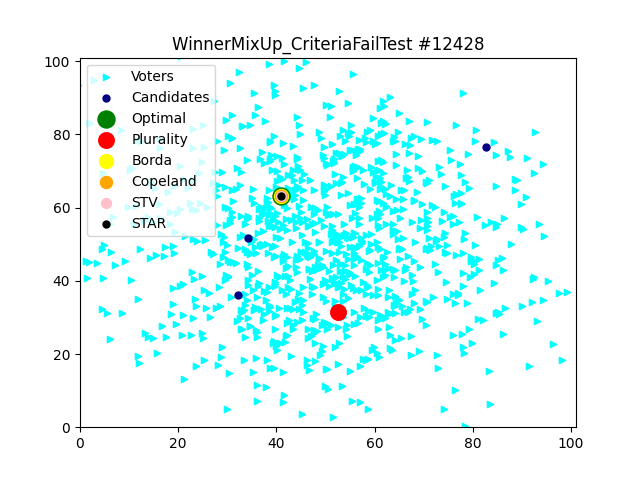 WinnerMixUp_CriteriaFailTest #12428
100
80
60
40
20
0
0
20
40
60
80
100
Voters
Candidates
Optimal
Plurality
Borda
Copeland
STV
STAR